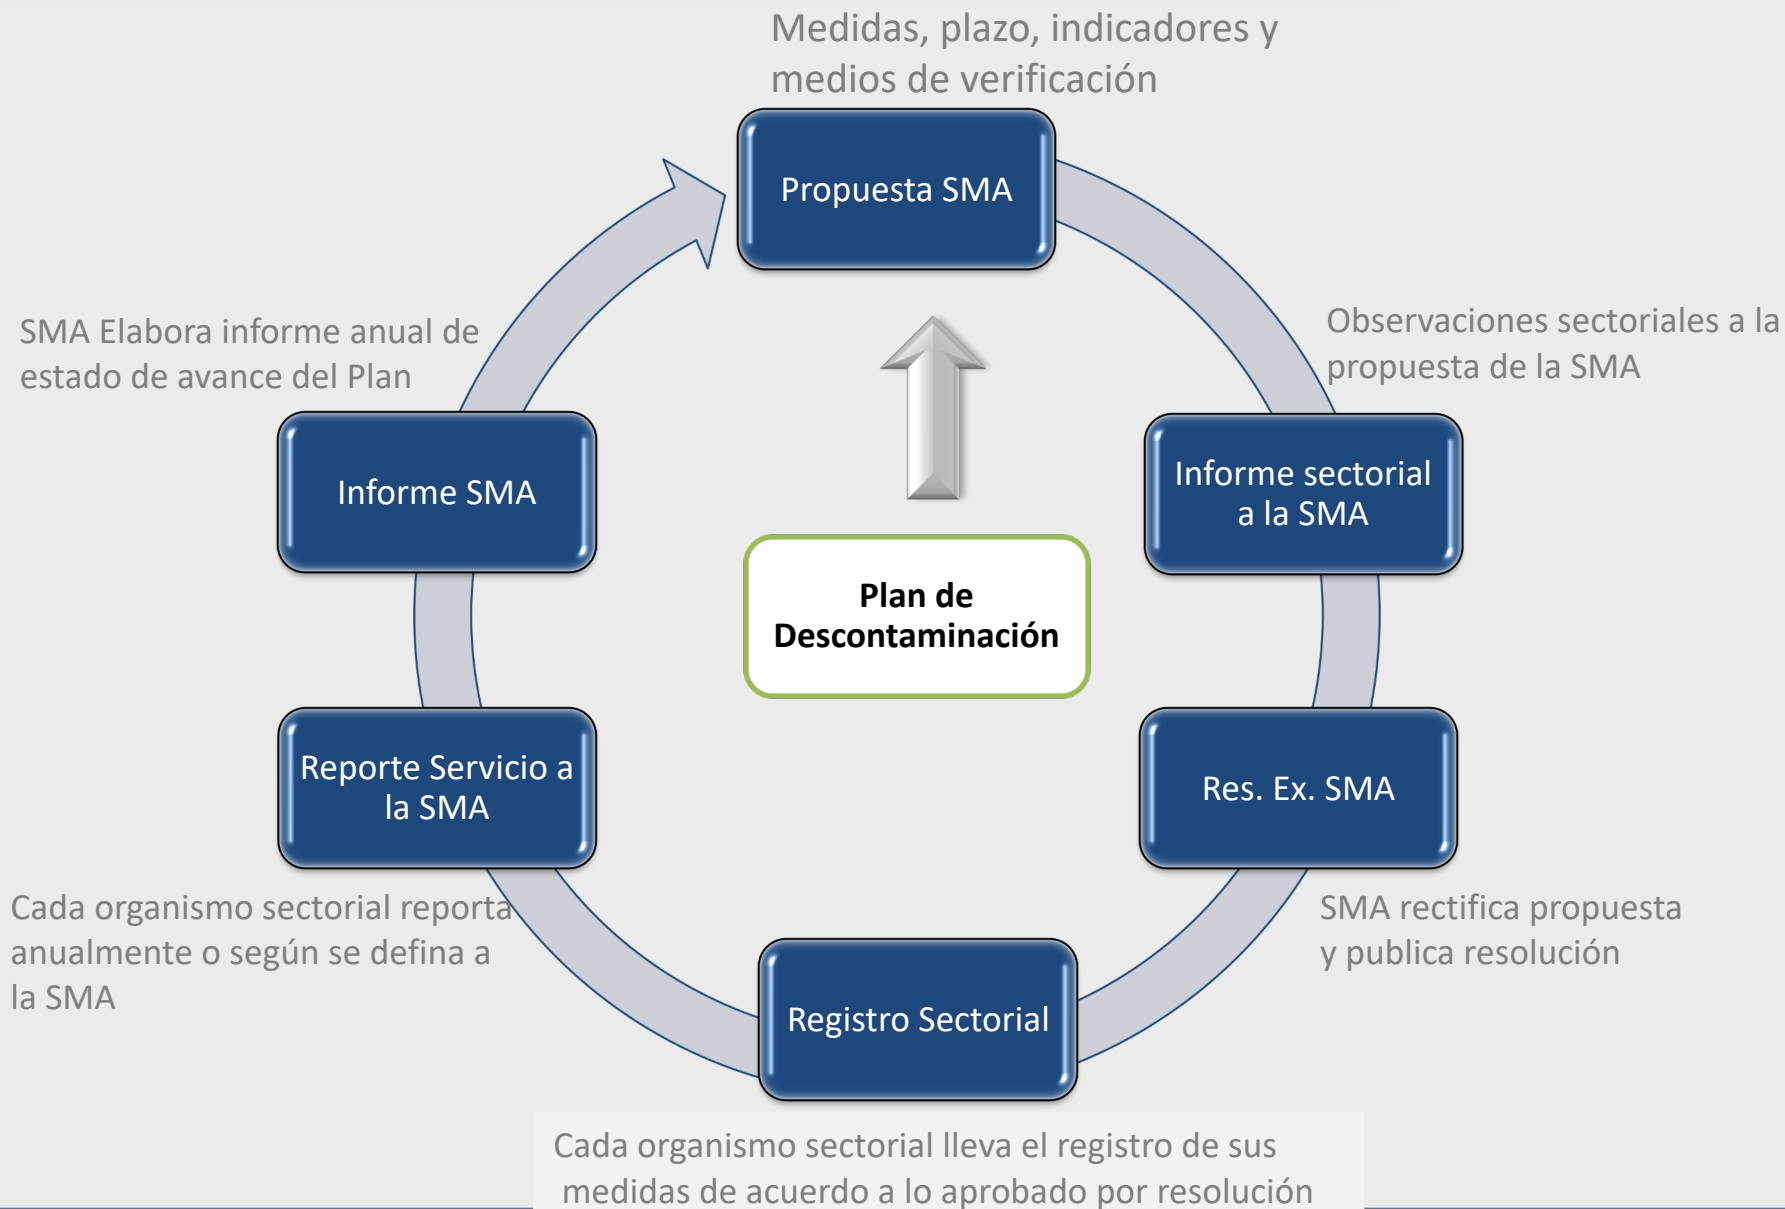 Medidas, plazo, indicadores y
medios de verificación
Propuesta SMA
Observaciones sectoriales a la
propuesta de la SMA
Informe sectorial
a la SMA
Res. Ex. SMA
SMA rectifica propuesta
y publica resolución
Registro Sectorial
Cada organismo sectorial lleva el registro de sus
medidas de acuerdo a lo aprobado por resolución
Reporte Servicio a
la SMA
Cada organismo sectorial reporta
anualmente o según se defina a
la SMA
Informe SMA
SMA Elabora informe anual de
estado de avance del Plan
Plan de
Descontaminación